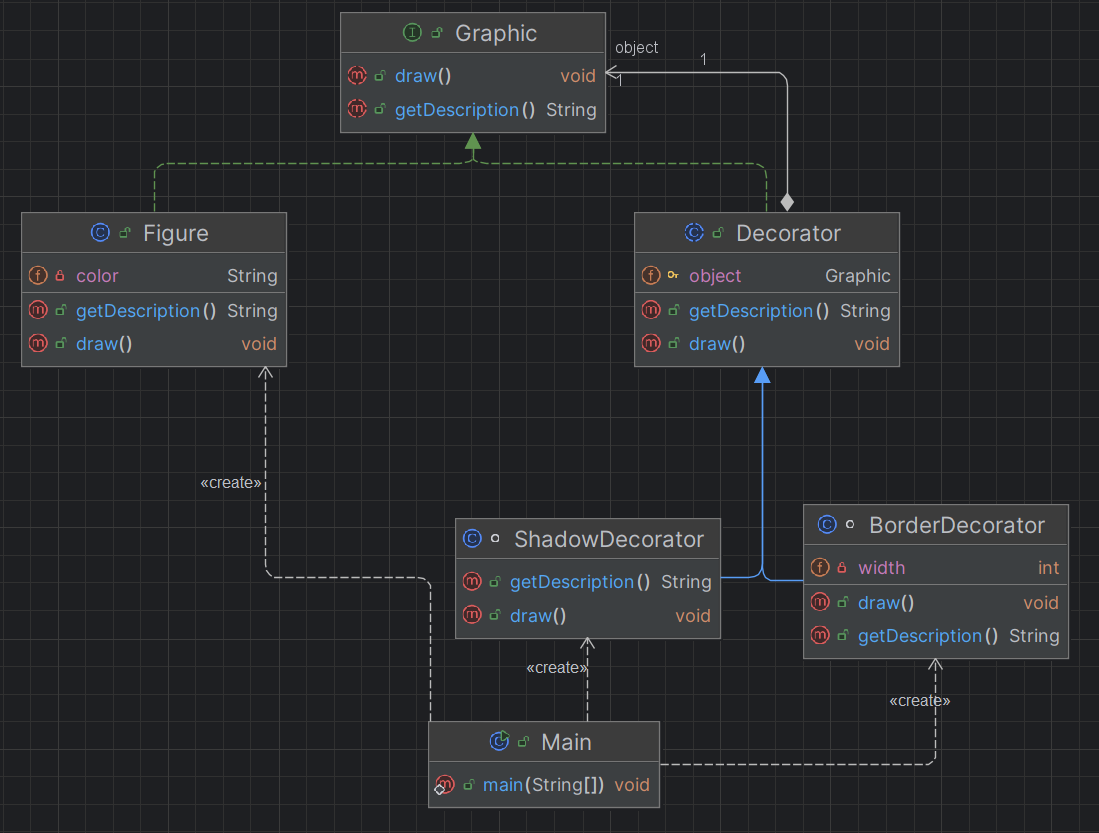 Graphic
object
1
1
draw() void
getDescription() String
Figure
color String
getDescription() String
draw() void
Decorator
object Graphic
getDescription() String
draw() void
«create»
ShadowDecorator
getDescription() String
draw() void
BorderDecorator
width int
draw() void
getDescription() String
«create»
«create»
Main
main(String[]) void